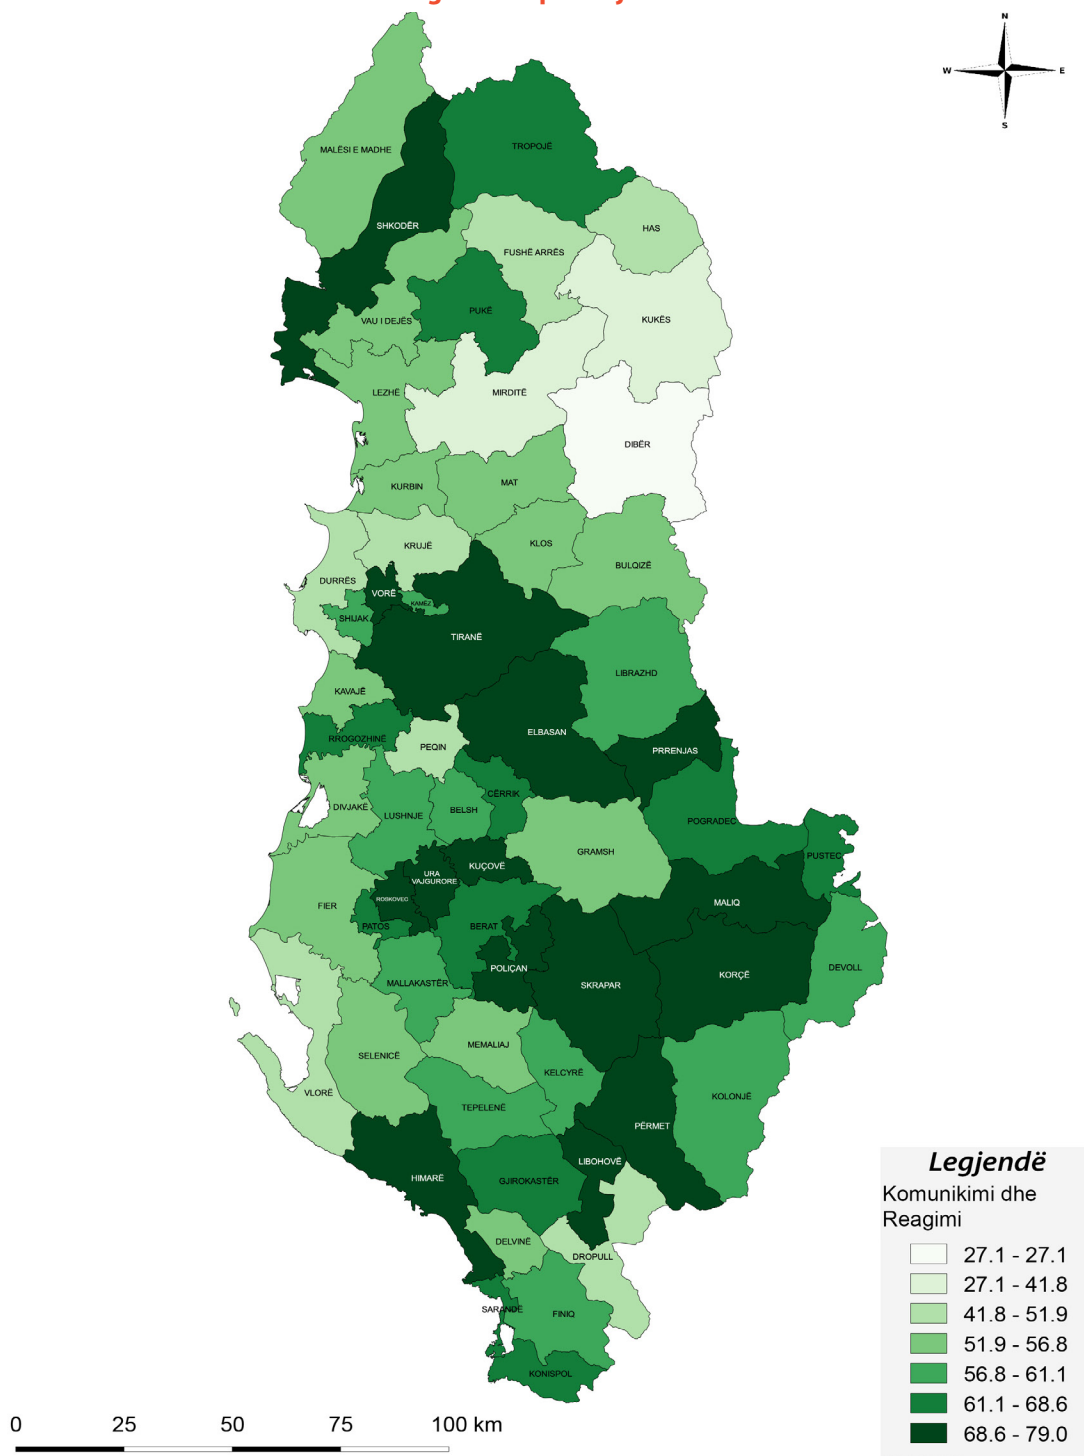 N
W
E
S
MALËSI E MADHE
TROPOJË
SHKODËR
HAS
FUSHË ARRËS
PUKË
VAU I DEJËS
KUKËS
LEZHË
MIRDITË
DIBËR
KURBIN
MAT
KRUJË
KLOS
BULQIZË
DURRËS
VORË
KAMËZ
SHIJAK
TIRANË
LIBRAZHD
KAVAJË
RROGOZHINË
PEQIN
ELBASAN
PRRENJAS
DIVJAKË
LUSHNJE
BELSH
CËRRIK
POGRADEC
GRAMSH
PUSTEC
KUÇOVË
URA
VAJGURORE
ROSKOVEC
MALIQ
FIER
PATOS
BERAT
POLIÇAN
KORÇË
DEVOLL
MALLAKASTËR
SKRAPAR
SELENICË
MEMALIAJ
KELCYRË
VLORË
TEPELENË
KOLONJË
PËRMET
LIBOHOVË
HIMARË
GJIROKASTËR
DELVINË
DROPULL
SARANDË
FINIQ
KONISPOL
Legjendë
Komunikimi dhe
Reagimi
27.1 - 27.1
27.1 - 41.8
41.8 - 51.9
51.9 - 56.8
56.8 - 61.1
61.1 - 68.6
68.6 - 79.0
0 25 50 75 100 km